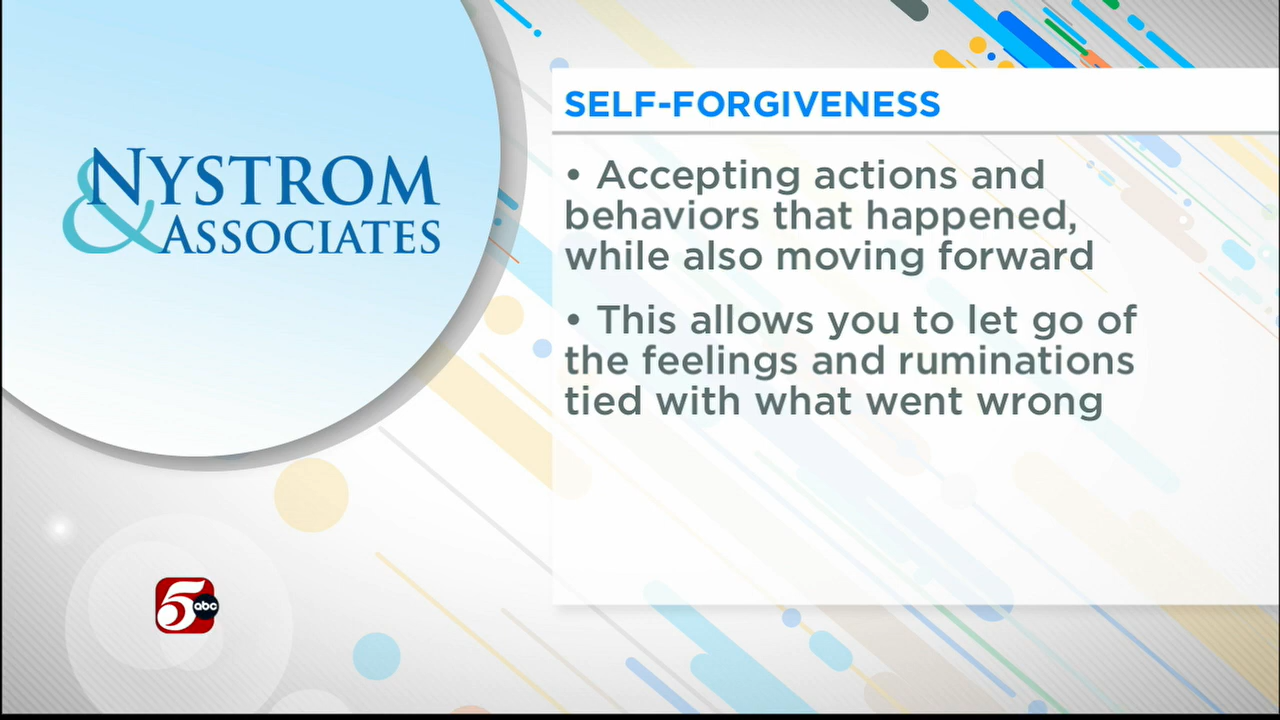 NYSTROM
& ASSOCIATES
SELF-FORGIVENESS
• Accepting actions and
behaviors that happened,
while also moving forward
• This allows you to let go of
the feelings and ruminations
tied with what went wrong
5 abc